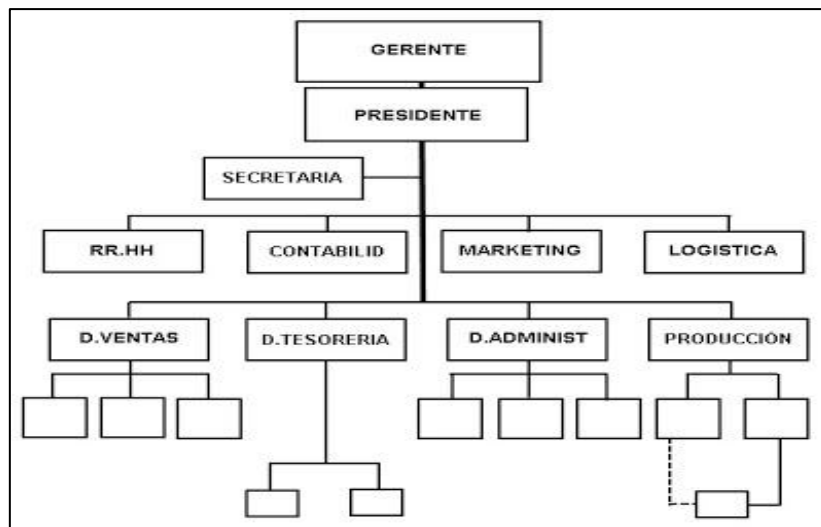 GERENTE
PRESIDENTE
SECRETARIA
RR.HH
CONTABILID
MARKETING
LOGISTICA
D.VENTAS
D.TESORERIA
D.ADMINIST
PRODUCCIÓN